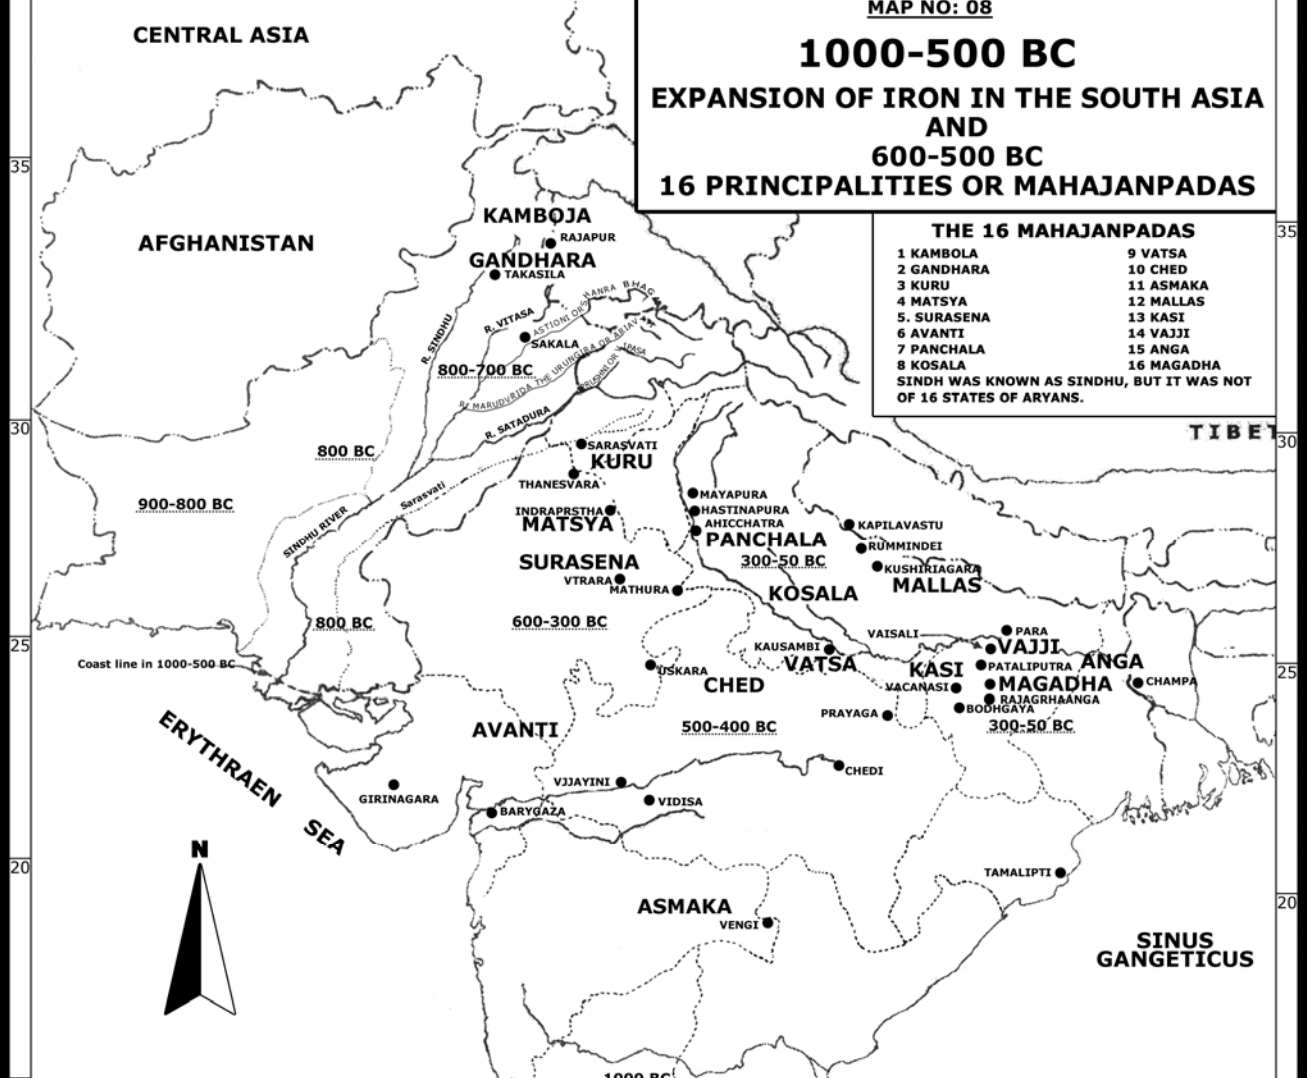 MAP NO: 08
1000-500 BC
EXPANSION OF IRON IN THE SOUTH ASIA
AND
600-500 BC
16 PRINCIPALITIES OR MAHAJANPADAS
THE 16 MAHAJANPADAS
1 KAMBOLA
2 GANDHARA
3 KURU
4 MATSYA
5. SURASENA
6 AVANTI
7 PANCHALA
8 KOSALA
9 VATSA
10 CHED
11 ASMAKA
12 MALLAS
13 KASI
14 VAJJI
15 ANGA
16 MAGADHA
SINDH WAS KNOWN AS SINDHU, BUT IT WAS NOT
OF 16 STATES OF ARYANS.
CENTRAL ASIA
35
35
AFGHANISTAN
KAMBOJA
RAJAPUR
GANDHARA
TAKASILA
R. SINDHU
R. VITASA
SAKALA
800-700 BC
R. SATADURA
30
30
TIBET
800 BC
900-800 BC
SINDHU RIVER
Sarasvati
SARASVATI
KURU
THANESVARA
INDRAPRSTHA
MATSYA
MAYAPURA
HASTINAPURA
AHICCHATRA
PANCHALA
300-50 BC
KAPILAVASTU
RUMMINDEI
KUSHIRIAGARA
MALLAS
SURASENA
VTRARA
MATHURA
KOSALA
800 BC
600-300 BC
25
25
Coast line in 1000-500 BC
KAUSAMBI
VATSA
VAISALI
PARA
VAJJI
KASI
PATALIPUTRA
ANGA
USKARA
CHED
VACANASI
MAGADHA
CHAMPA
RAJAGRHAANGA
BODHGAYA
PRAYAGA
300-50 BC
500-400 BC
AVANTI
ERYTHRAEN SEA
VJJAYINI
CHEDI
GIRINAGARA
VIDISA
BARYGAZA
N
20
20
TAMALIPTI
ASMAKA
VENGI
SINUS
GANGETICUS
1000 BC